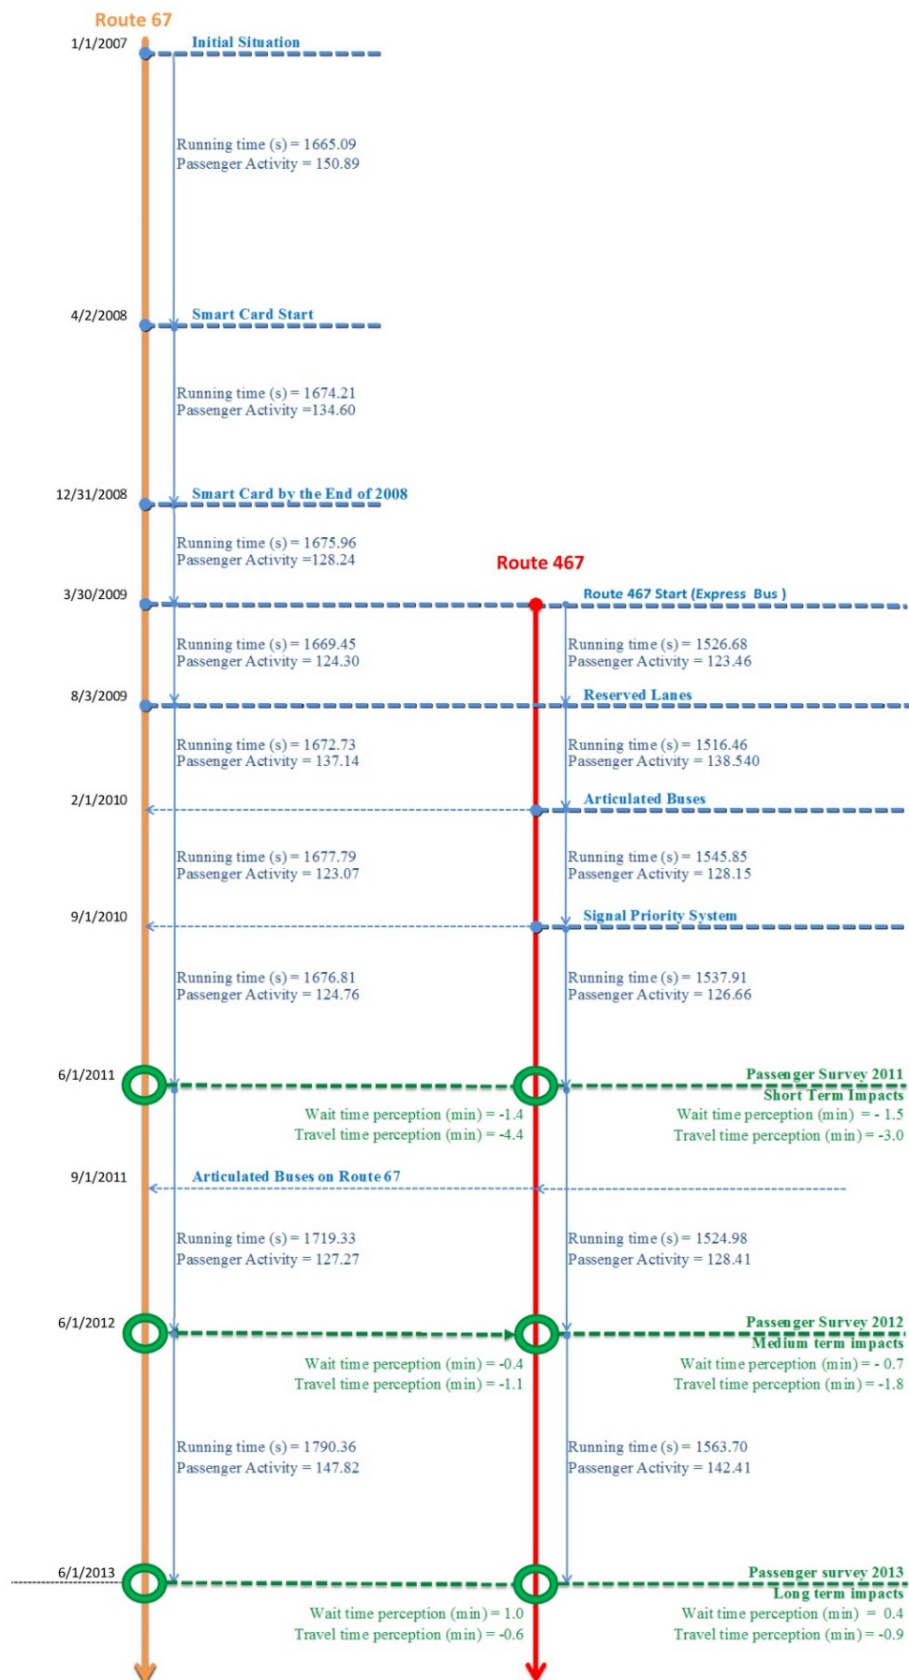 Route 67
1/1/2007
Initial Situation
Running time (s) = 1665.09
Passenger Activity = 150.89
4/2/2008
Smart Card Start
Running time (s) = 1674.21
Passenger Activity =134.60
12/31/2008
Smart Card by the End of 2008
Running time (s) = 1675.96
Passenger Activity =128.24
Route 467
3/30/2009
Route 467 Start (Express Bus )
Running time (s) = 1669.45
Passenger Activity = 124.30
Running time (s) = 1526.68
Passenger Activity = 123.46
8/3/2009
Reserved Lanes
Running time (s) = 1672.73
Passenger Activity = 137.14
Running time (s) = 1516.46
Passenger Activity = 138.540
2/1/2010
Articulated Buses
Running time (s) = 1677.79
Passenger Activity = 123.07
Running time (s) = 1545.85
Passenger Activity = 128.15
9/1/2010
Signal Priority System
Running time (s) = 1676.81
Passenger Activity = 124.76
Running time (s) = 1537.91
Passenger Activity = 126.66
6/1/2011
Passenger Survey 2011
Short Term Impacts
Wait time perception (min) = -1.4
Travel time perception (min) = -4.4
Wait time perception (min) = - 1.5
Travel time perception (min) = -3.0
9/1/2011
Articulated Buses on Route 67
Running time (s) = 1719.33
Passenger Activity = 127.27
Running time (s) = 1524.98
Passenger Activity = 128.41
6/1/2012
Passenger Survey 2012
Medium term impacts
Wait time perception (min) = -0.4
Travel time perception (min) = -1.1
Wait time perception (min) = - 0.7
Travel time perception (min) = -1.8
Running time (s) = 1790.36
Passenger Activity = 147.82
Running time (s) = 1563.70
Passenger Activity = 142.41
6/1/2013
Passenger survey 2013
Long term impacts
Wait time perception (min) = 1.0
Travel time perception (min) = -0.6
Wait time perception (min) = 0.4
Travel time perception (min) = -0.9